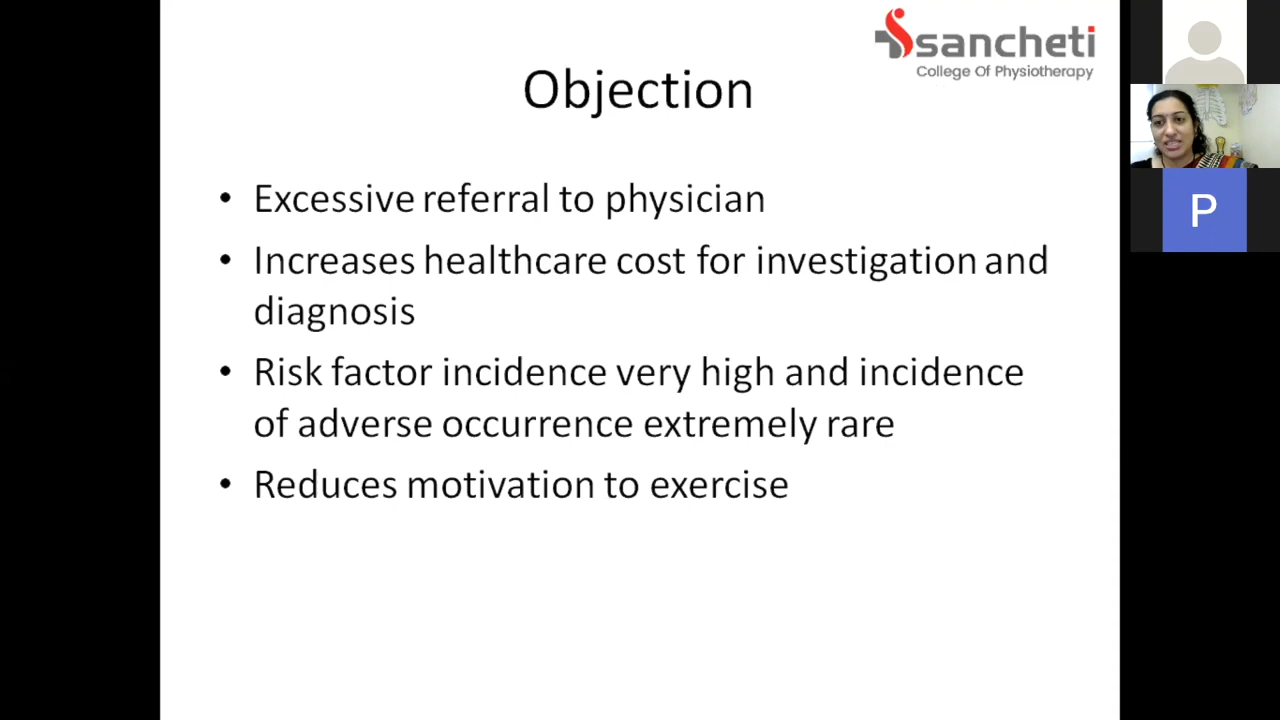 sancheti
College Of Physiotherapy
Objection
• Excessive referral to physician
• Increases healthcare cost for investigation and
diagnosis
• Risk factor incidence very high and incidence
of adverse occurrence extremely rare
• Reduces motivation to exercise
P